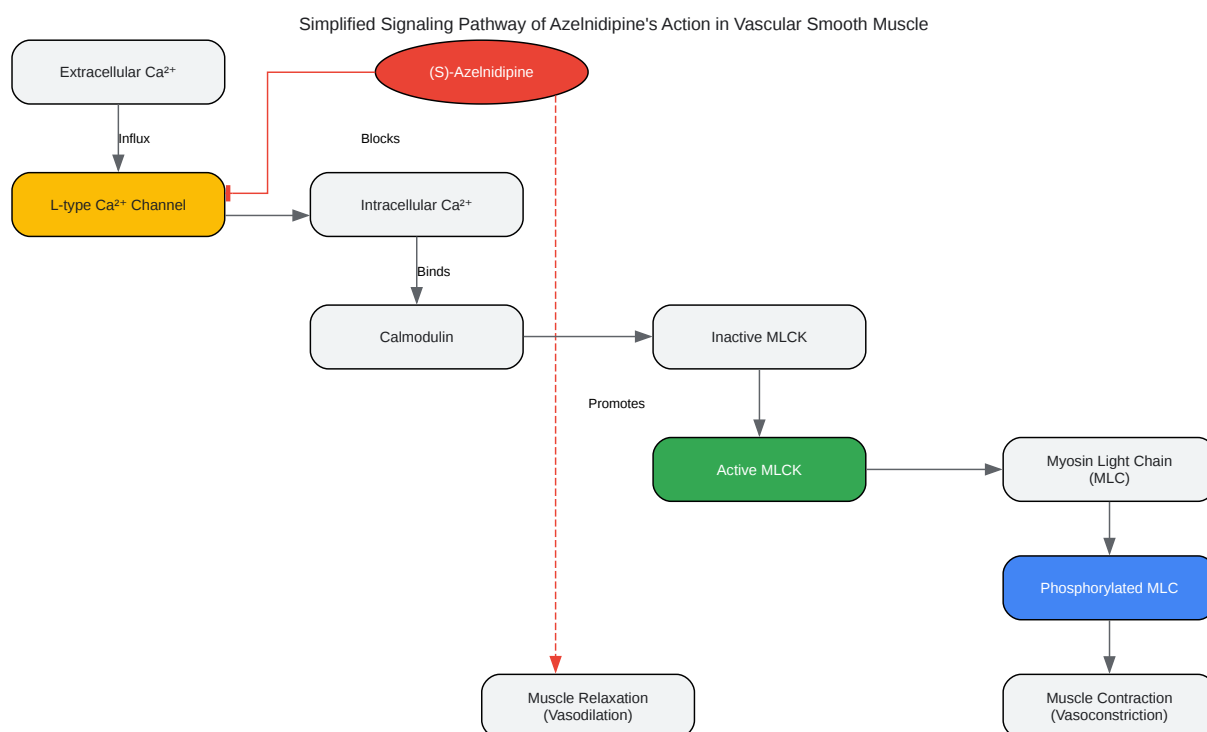 Simplified Signaling Pathway of Azelnidipine's Action in Vascular Smooth Muscle
Extracellular Ca²⁺
(S)-Azelnidipine
Influx
Blocks
L-type Ca²⁺ Channel
Intracellular Ca²⁺
Binds
Calmodulin
Inactive MLCK
Promotes
Active MLCK
Myosin Light Chain
(MLC)
Phosphorylated MLC
Muscle Relaxation
(Vasodilation)
Muscle Contraction
(Vasoconstriction)